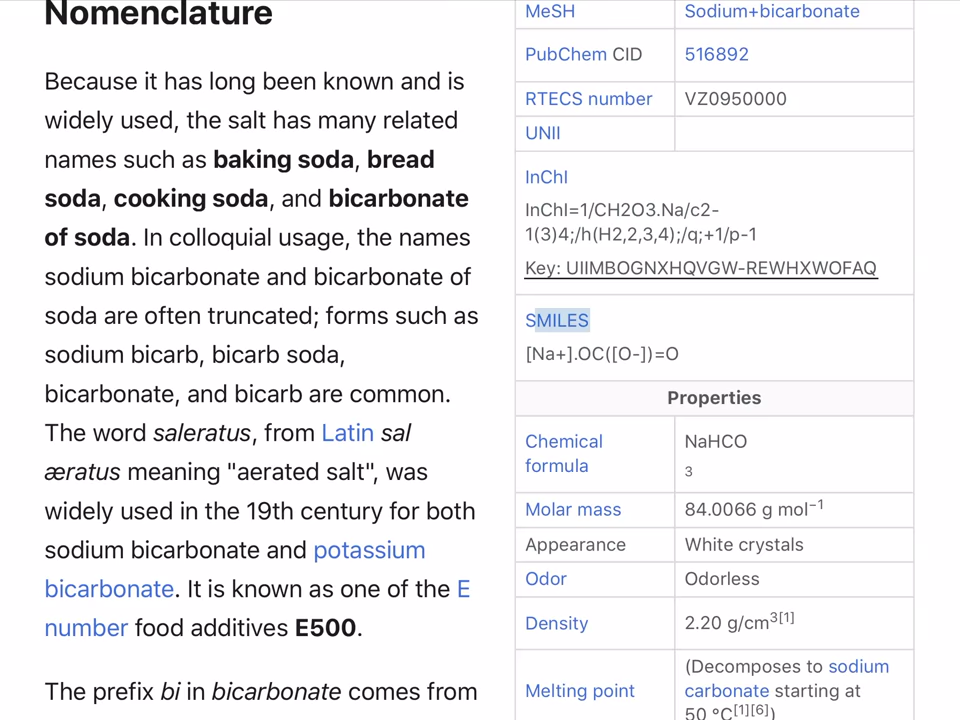 Nomenclature
Because it has long been known and is
widely used, the salt has many related
names such as baking soda, bread
soda, cooking soda, and bicarbonate
of soda. In colloquial usage, the names
sodium bicarbonate and bicarbonate of
soda are often truncated; forms such as
sodium bicarb, bicarb soda,
bicarbonate, and bicarb are common.
The word saleratus, from Latin sal
æratus meaning "aerated salt", was
widely used in the 19th century for both
sodium bicarbonate and potassium
bicarbonate. It is known as one of the E
number food additives E500.
The prefix bi in bicarbonate comes from
MeSH Sodium+bicarbonate
PubChem CID 516892
RTECS number VZ0950000
UNII
InChI
InChI=1/CH2O3.Na/c2-
1(3)4;/h(H2,2,3,4);/q;+1/p-1
Key: UIIMBOGNXHQVGW-REWHXWOFAQ
SMILES
[Na+].OC([O-])=O
Properties
Chemical NaHCO
formula 3
Molar mass 84.0066 g mol−1
Appearance White crystals
Odor Odorless
Density 2.20 g/cm3[1]
(Decomposes to sodium
Melting point carbonate starting at
50 °C[1][6])